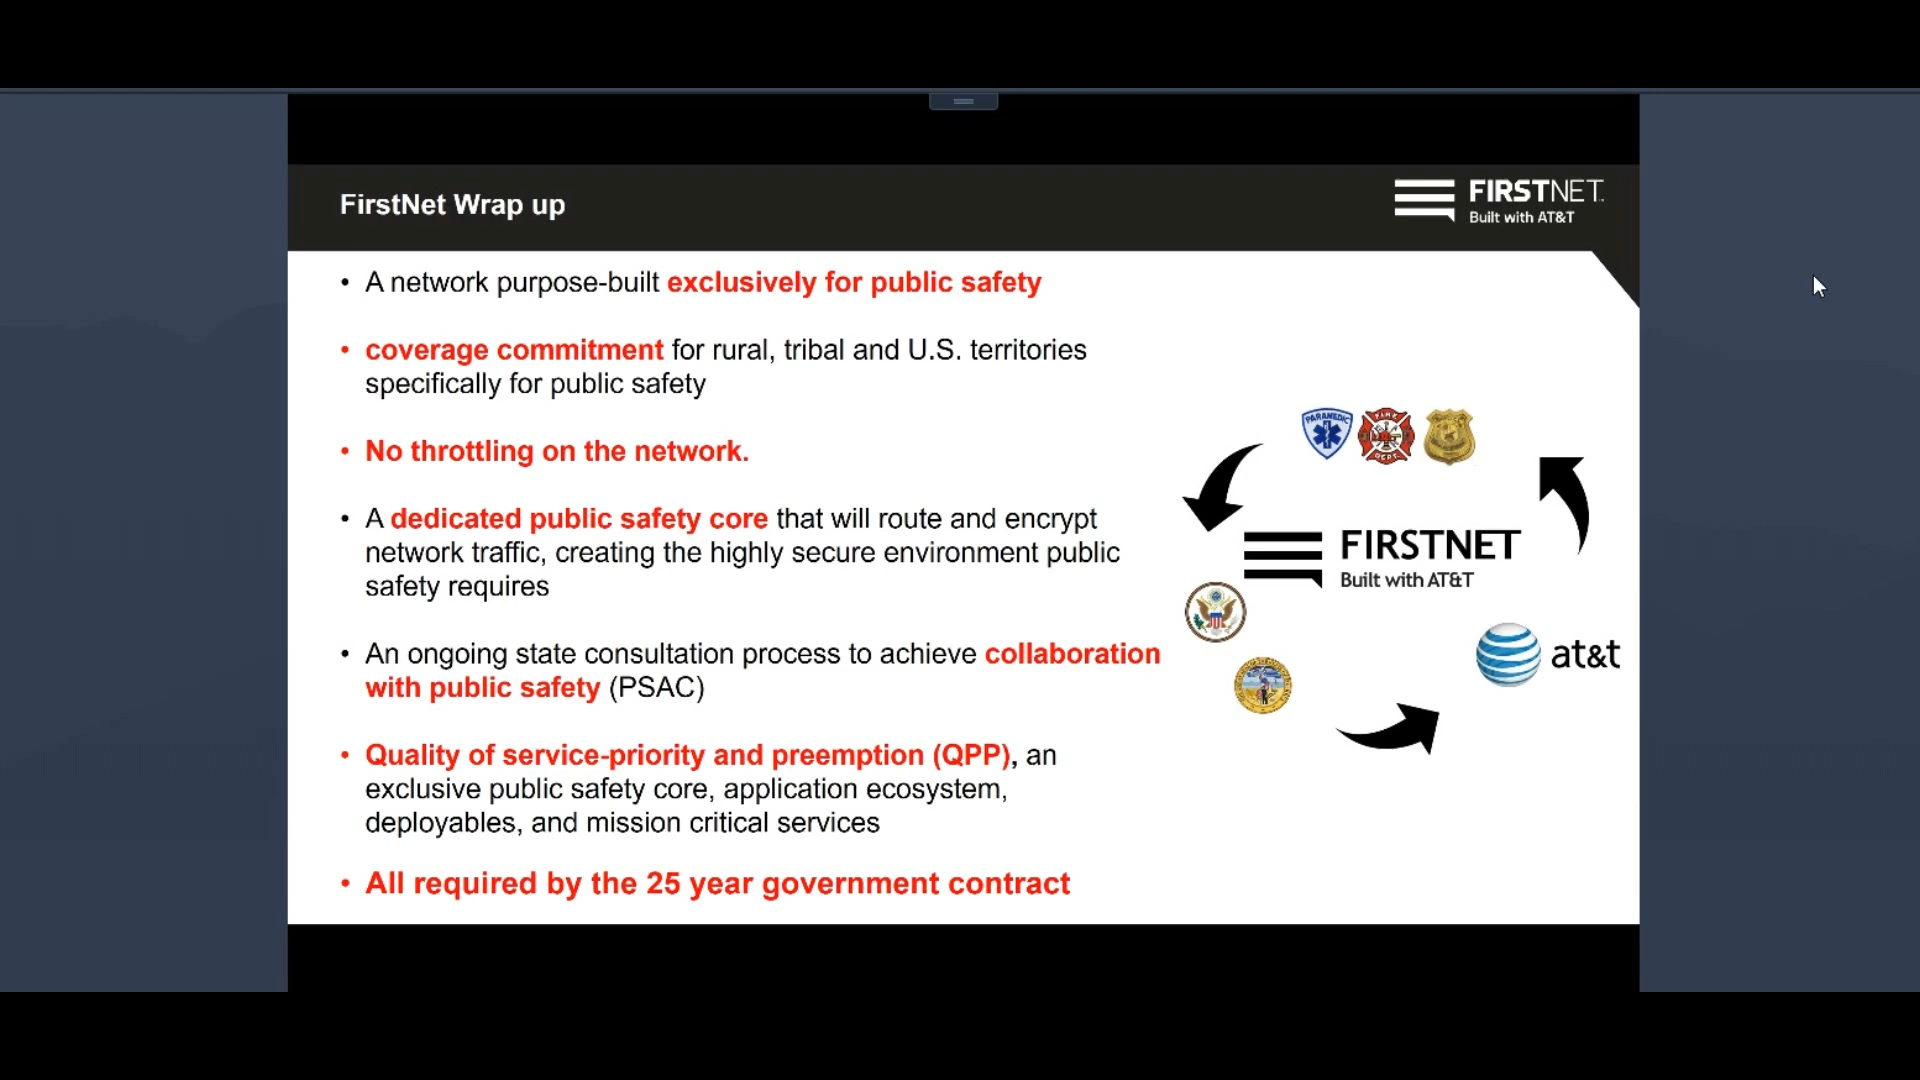 FirstNet Wrap up
FIRSTNET™
Built with AT&T
• A network purpose-built exclusively for public safety
• coverage commitment for rural, tribal and U.S. territories
specifically for public safety
• No throttling on the network.
• A dedicated public safety core that will route and encrypt
network traffic, creating the highly secure environment public
safety requires
• An ongoing state consultation process to achieve collaboration
with public safety (PSAC)
• Quality of service-priority and preemption (QPP), an
exclusive public safety core, application ecosystem,
deployables, and mission critical services
• All required by the 25 year government contract
PARAMEDIC
FIRE
DEPT.
FIRSTNET
Built with AT&T
at&t